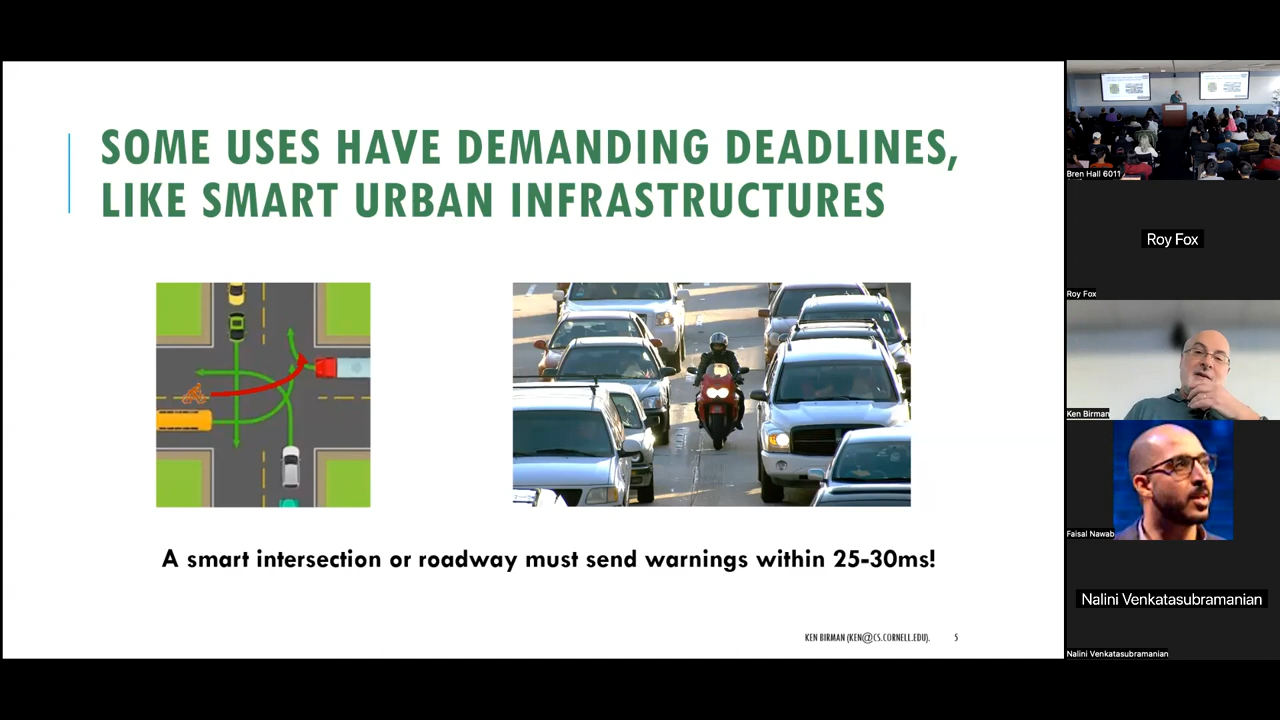 SOME USES HAVE DEMANDING DEADLINES,
LIKE SMART URBAN INFRASTRUCTURES
A smart intersection or roadway must send warnings within 25-30ms!
KEN BIRMAN (KEN@CS.CORNELL.EDU). 5
Bren Hall 6011
Roy Fox
Roy Fox
Ken Birman
Faisal Nawab
Nalini Venkatasubramanian
Nalini Venkatasubramanian